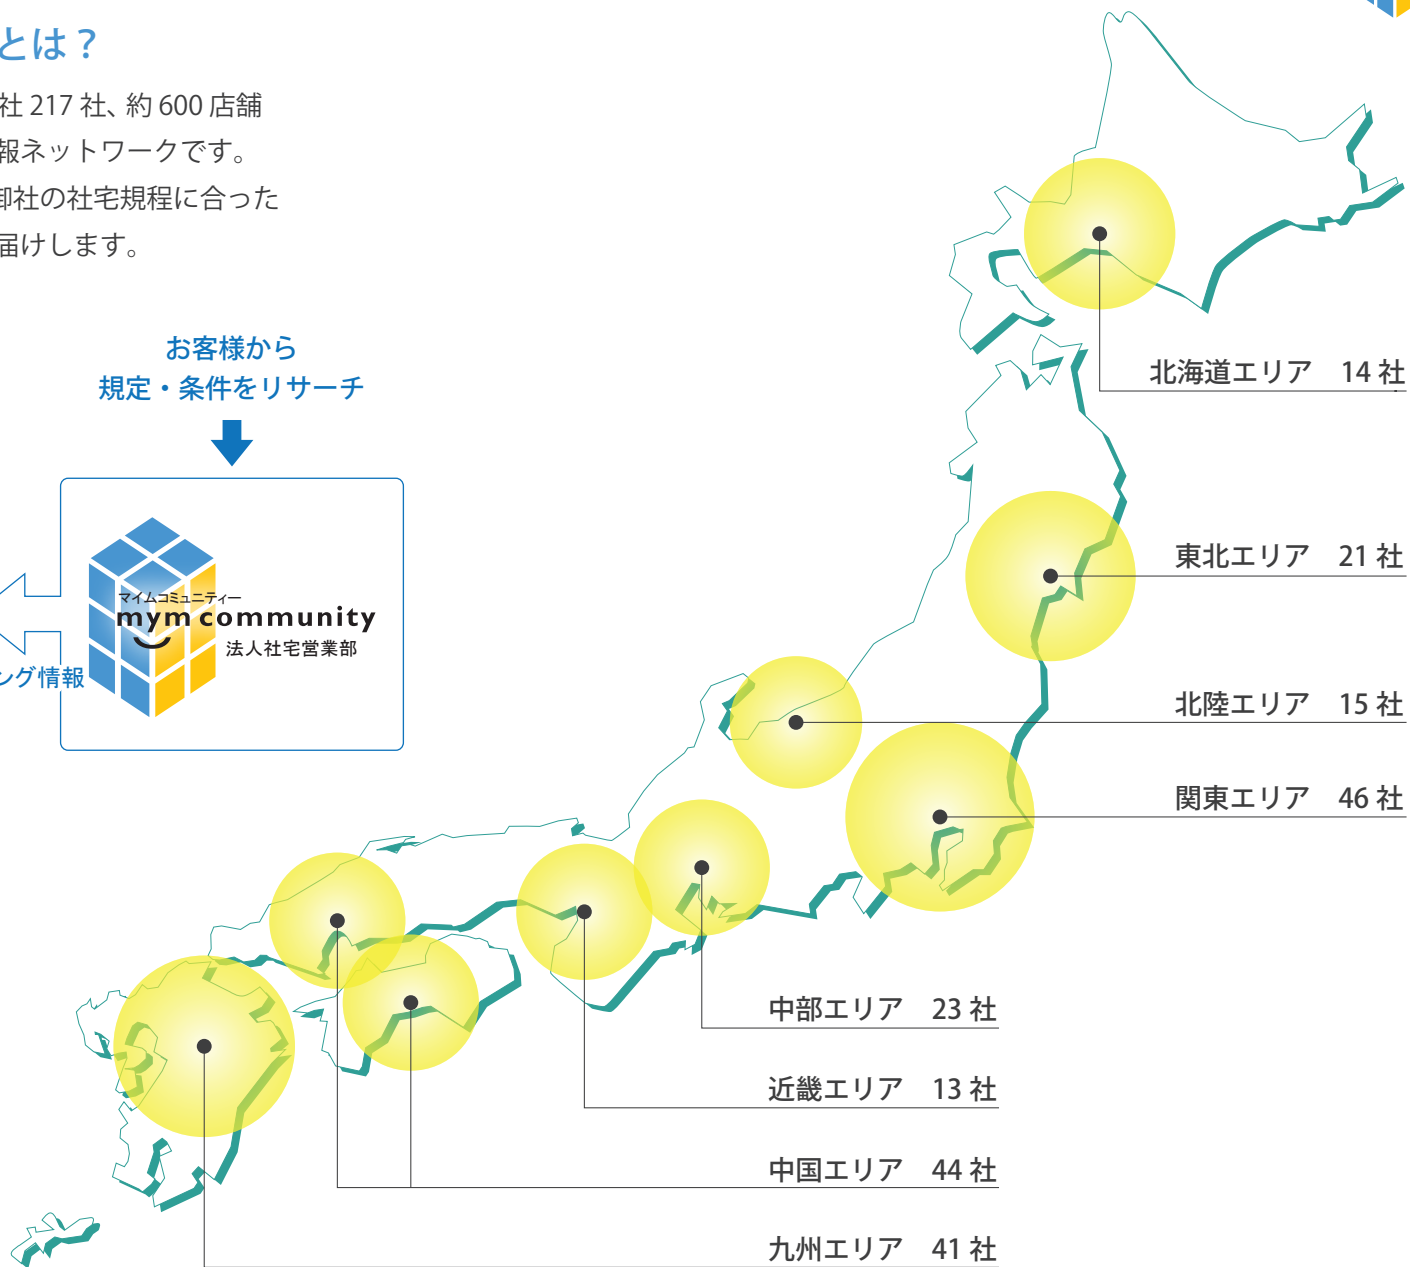 とは？
社 217 社、約 600 店舗
報ネットワークです。
御社の社宅規程に合った
届けします。
お客様から
規定・条件をリサーチ
マイムコミュニティー
mym community
法人社宅営業部
ング情報
北海道エリア　14 社
東北エリア　21 社
北陸エリア　15 社
関東エリア　46 社
中部エリア　23 社
近畿エリア　13 社
中国エリア　44 社
九州エリア　41 社